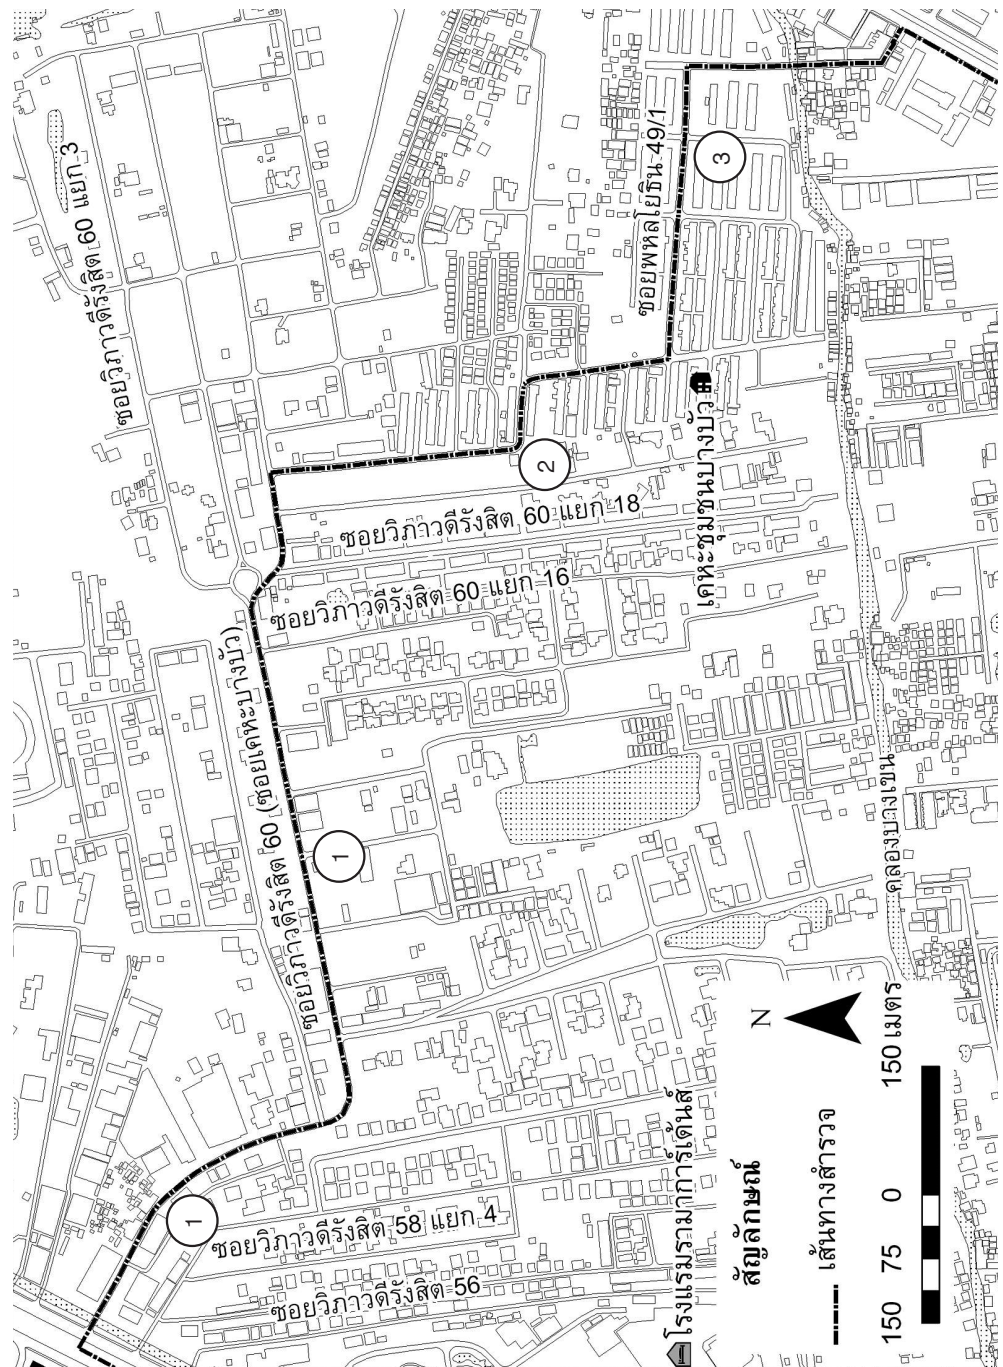 ซอยวิภาวดีรังสิต 60 แยก 3
ซอยพหลโยธิน 49/1
3
2
ซอยวิภาวดีรังสิต 60 แยก 18
ซอยวิภาวดีรังสิต 60 แยก 16
เคหะชุมชนบางบัว
ซอยวิภาวดีรังสิต 60 (ซอยเคหะบางบัว)
1
คลองบางเขน
1
ซอยวิภาวดีรังสิต 58 แยก 4
ซอยวิภาวดีรังสิต 56
โรงแรมรามาการ์เด้นส์
สัญลักษณ์
N
เส้นทางสำรวจ
150 75 0 150 เมตร